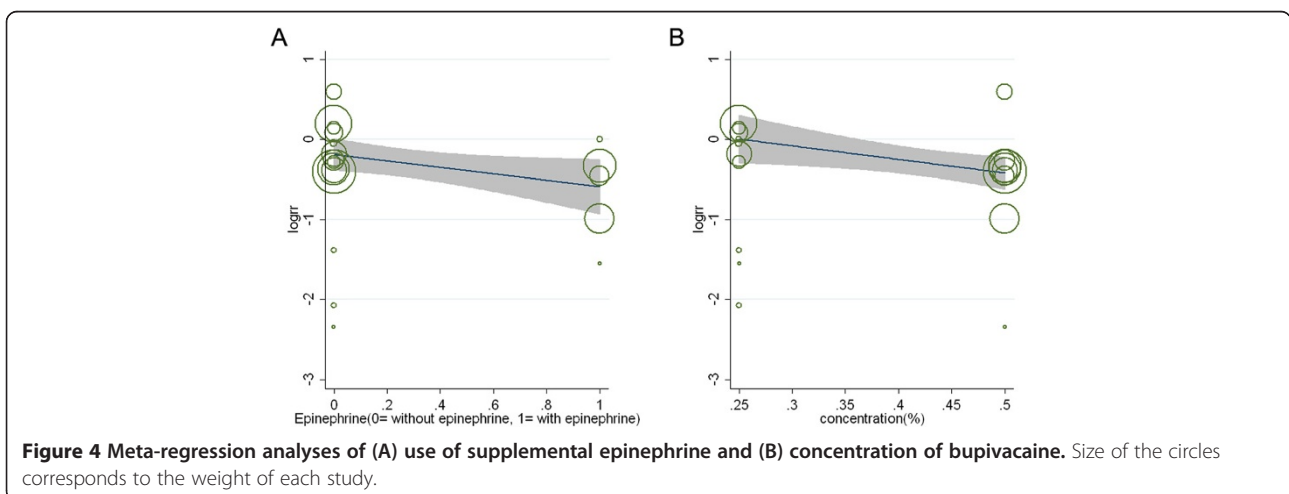 A
B
1
0
-1
-2
-3
logrr
0 .2 .4 .6 .8 1
Epinephrine(0= without epinephrine, 1= with epinephrine)
1
0
-1
-2
-3
logrr
.25 .3 .35 .4 .45 .5
concentration(%)
Figure 4 Meta-regression analyses of (A) use of supplemental epinephrine and (B) concentration of bupivacaine. Size of the circles
corresponds to the weight of each study.